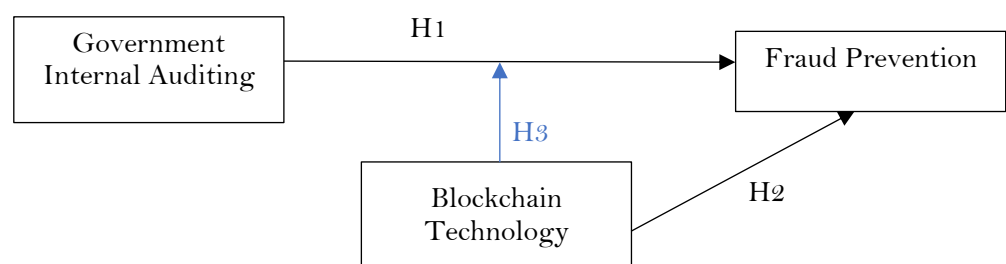 H1
Government
Internal Auditing
Fraud Prevention
H3
Blockchain
Technology
H2